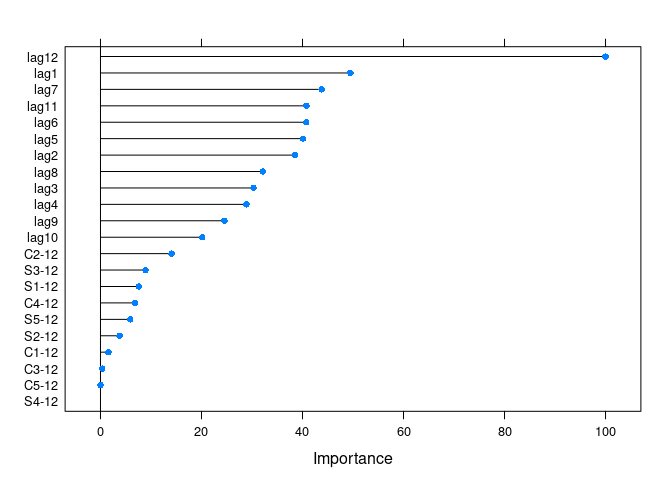 lag12
lag1
lag7
lag11
lag6
lag5
lag2
lag8
lag3
lag4
lag9
lag10
C2-12
S3-12
S1-12
C4-12
S5-12
S2-12
C1-12
C3-12
C5-12
S4-12
0 20 40 60 80 100
Importance